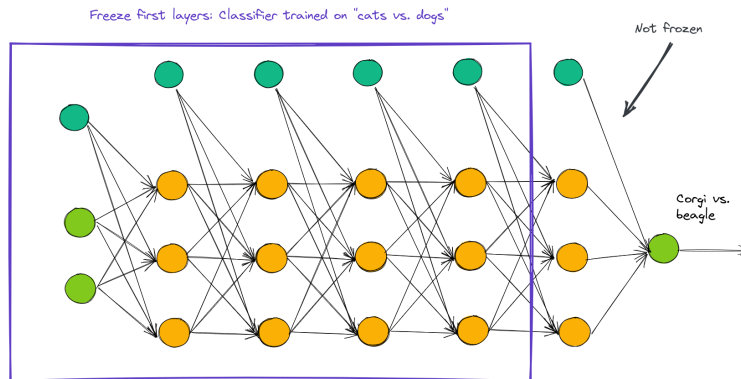 Freeze first layers: Classifier trained on "cats vs. dogs"
Not frozen
Corgi vs.
beagle